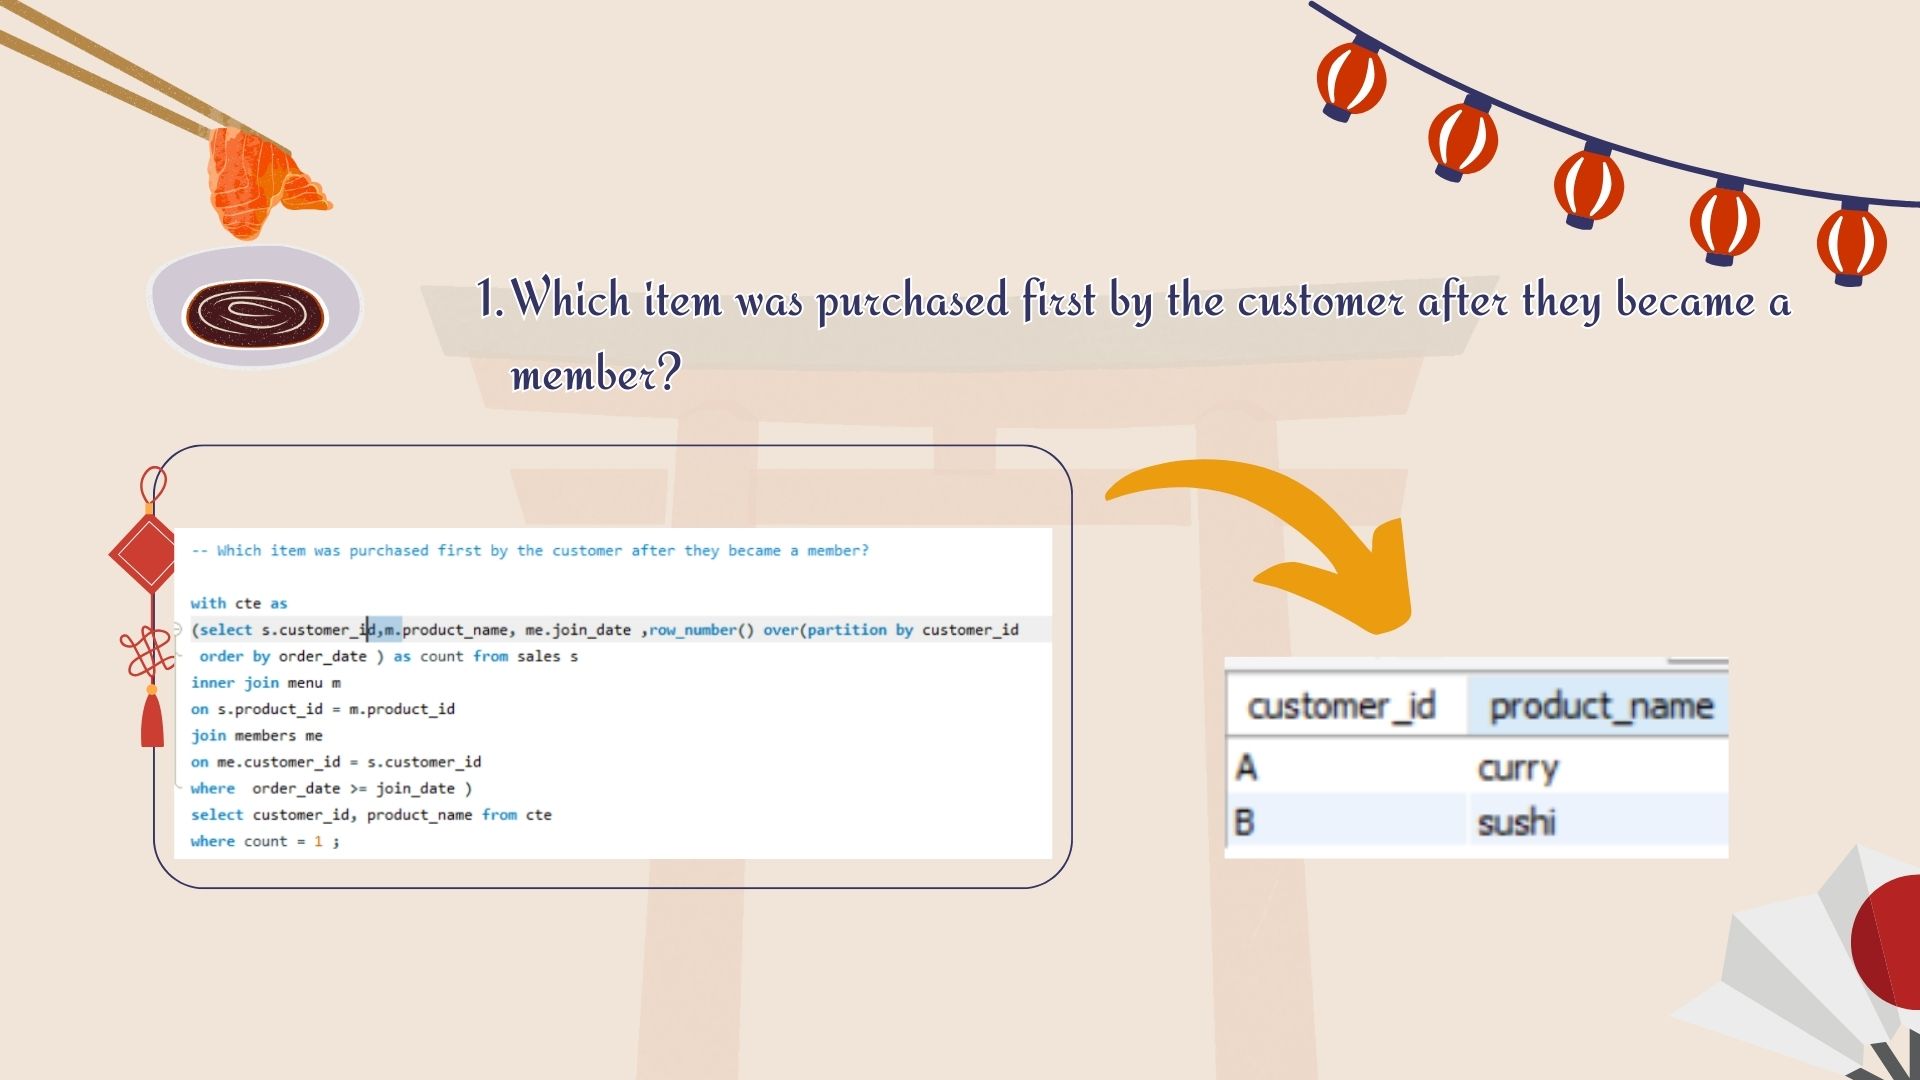 1. Which item was purchased first by the customer after they became a
member?
-- Which item was purchased first by the customer after they became a member?
with cte as
(select s.customer_id,m.product_name, me.join_date ,row_number() over(partition by customer_id
order by order_date ) as count from sales s
inner join menu m
on s.product_id = m.product_id
join members me
on me.customer_id = s.customer_id
where  order_date >= join_date )
select customer_id, product_name from cte
where count = 1 ;
customer_id product_name
A curry
B sushi